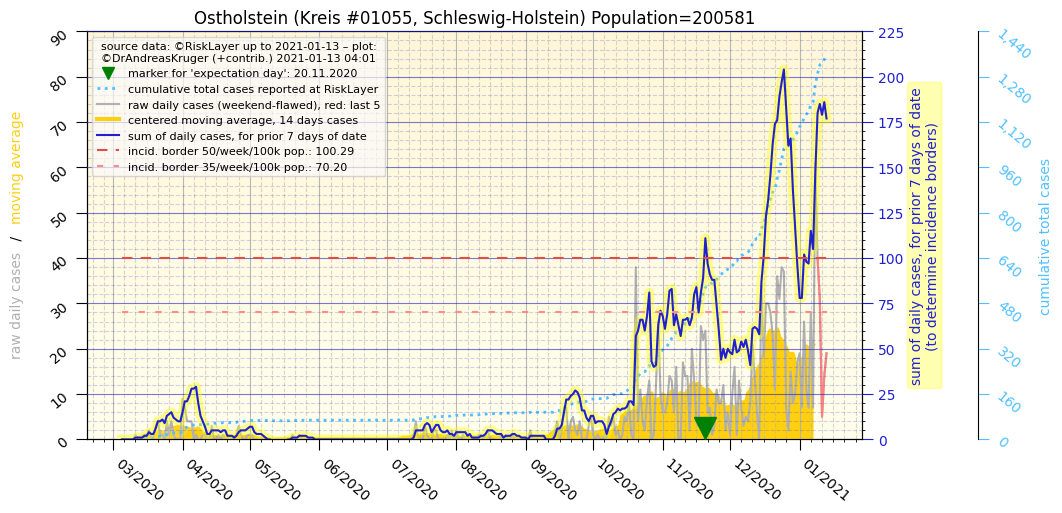 Ostholstein (Kreis #01055, Schleswig-Holstein) Population=200581
source data: ©RiskLayer up to 2021-01-13 – plot:
©DrAndreasKruger (+contrib.) 2021-01-13 04:01
marker for 'expectation day': 20.11.2020
cumulative total cases reported at RiskLayer
raw daily cases (weekend-flawed), red: last 5
centered moving average, 14 days cases
sum of daily cases, for prior 7 days of date
incid. border 50/week/100k pop.: 100.29
incid. border 35/week/100k pop.: 70.20
raw daily cases / moving average
90
80
70
60
50
40
30
20
10
0
03/2020
04/2020
05/2020
06/2020
07/2020
08/2020
09/2020
10/2020
11/2020
12/2020
01/2021
225
200
175
150
125
100
75
50
25
0
sum of daily cases, for prior 7 days of date
(to determine incidence borders)
1,440
1,280
1,120
960
800
640
480
320
160
0
cumulative total cases